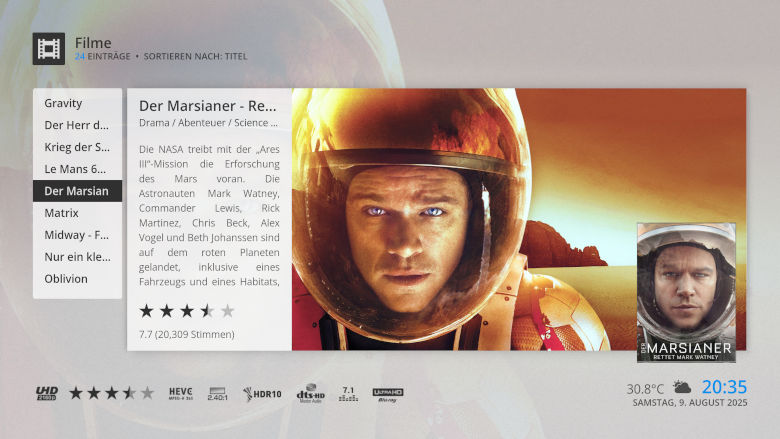 Filme
24 EINTRÄGE • SORTIEREN NACH: TITEL
Gravity
Der Herr d...
Krieg der S...
Le Mans 6...
Der Marsian
Matrix
Midway - F...
Nur ein kle...
Oblivion
Der Marsianer - Re...
Drama / Abenteuer / Science ...
Die NASA treibt mit der „Ares
III“-Mission die Erforschung
des Mars voran. Die
Astronauten Mark Watney,
Commander Lewis, Rick
Martinez, Chris Beck, Alex
Vogel und Beth Johanssen sind
auf dem roten Planeten
gelandet, inklusive eines
Fahrzeugs und eines Habitats,
7.7 (20,309 Stimmen)
DER MARSIANER
RETTET MARK WATNEY
UHD
2160p
HEVC
MPEG-H 265
2.40:1
HDR10
dts-HD
Master Audio
7.1
ULTRA HD
Blu-ray
30.8°C
20:35
SAMSTAG, 9. AUGUST 2025